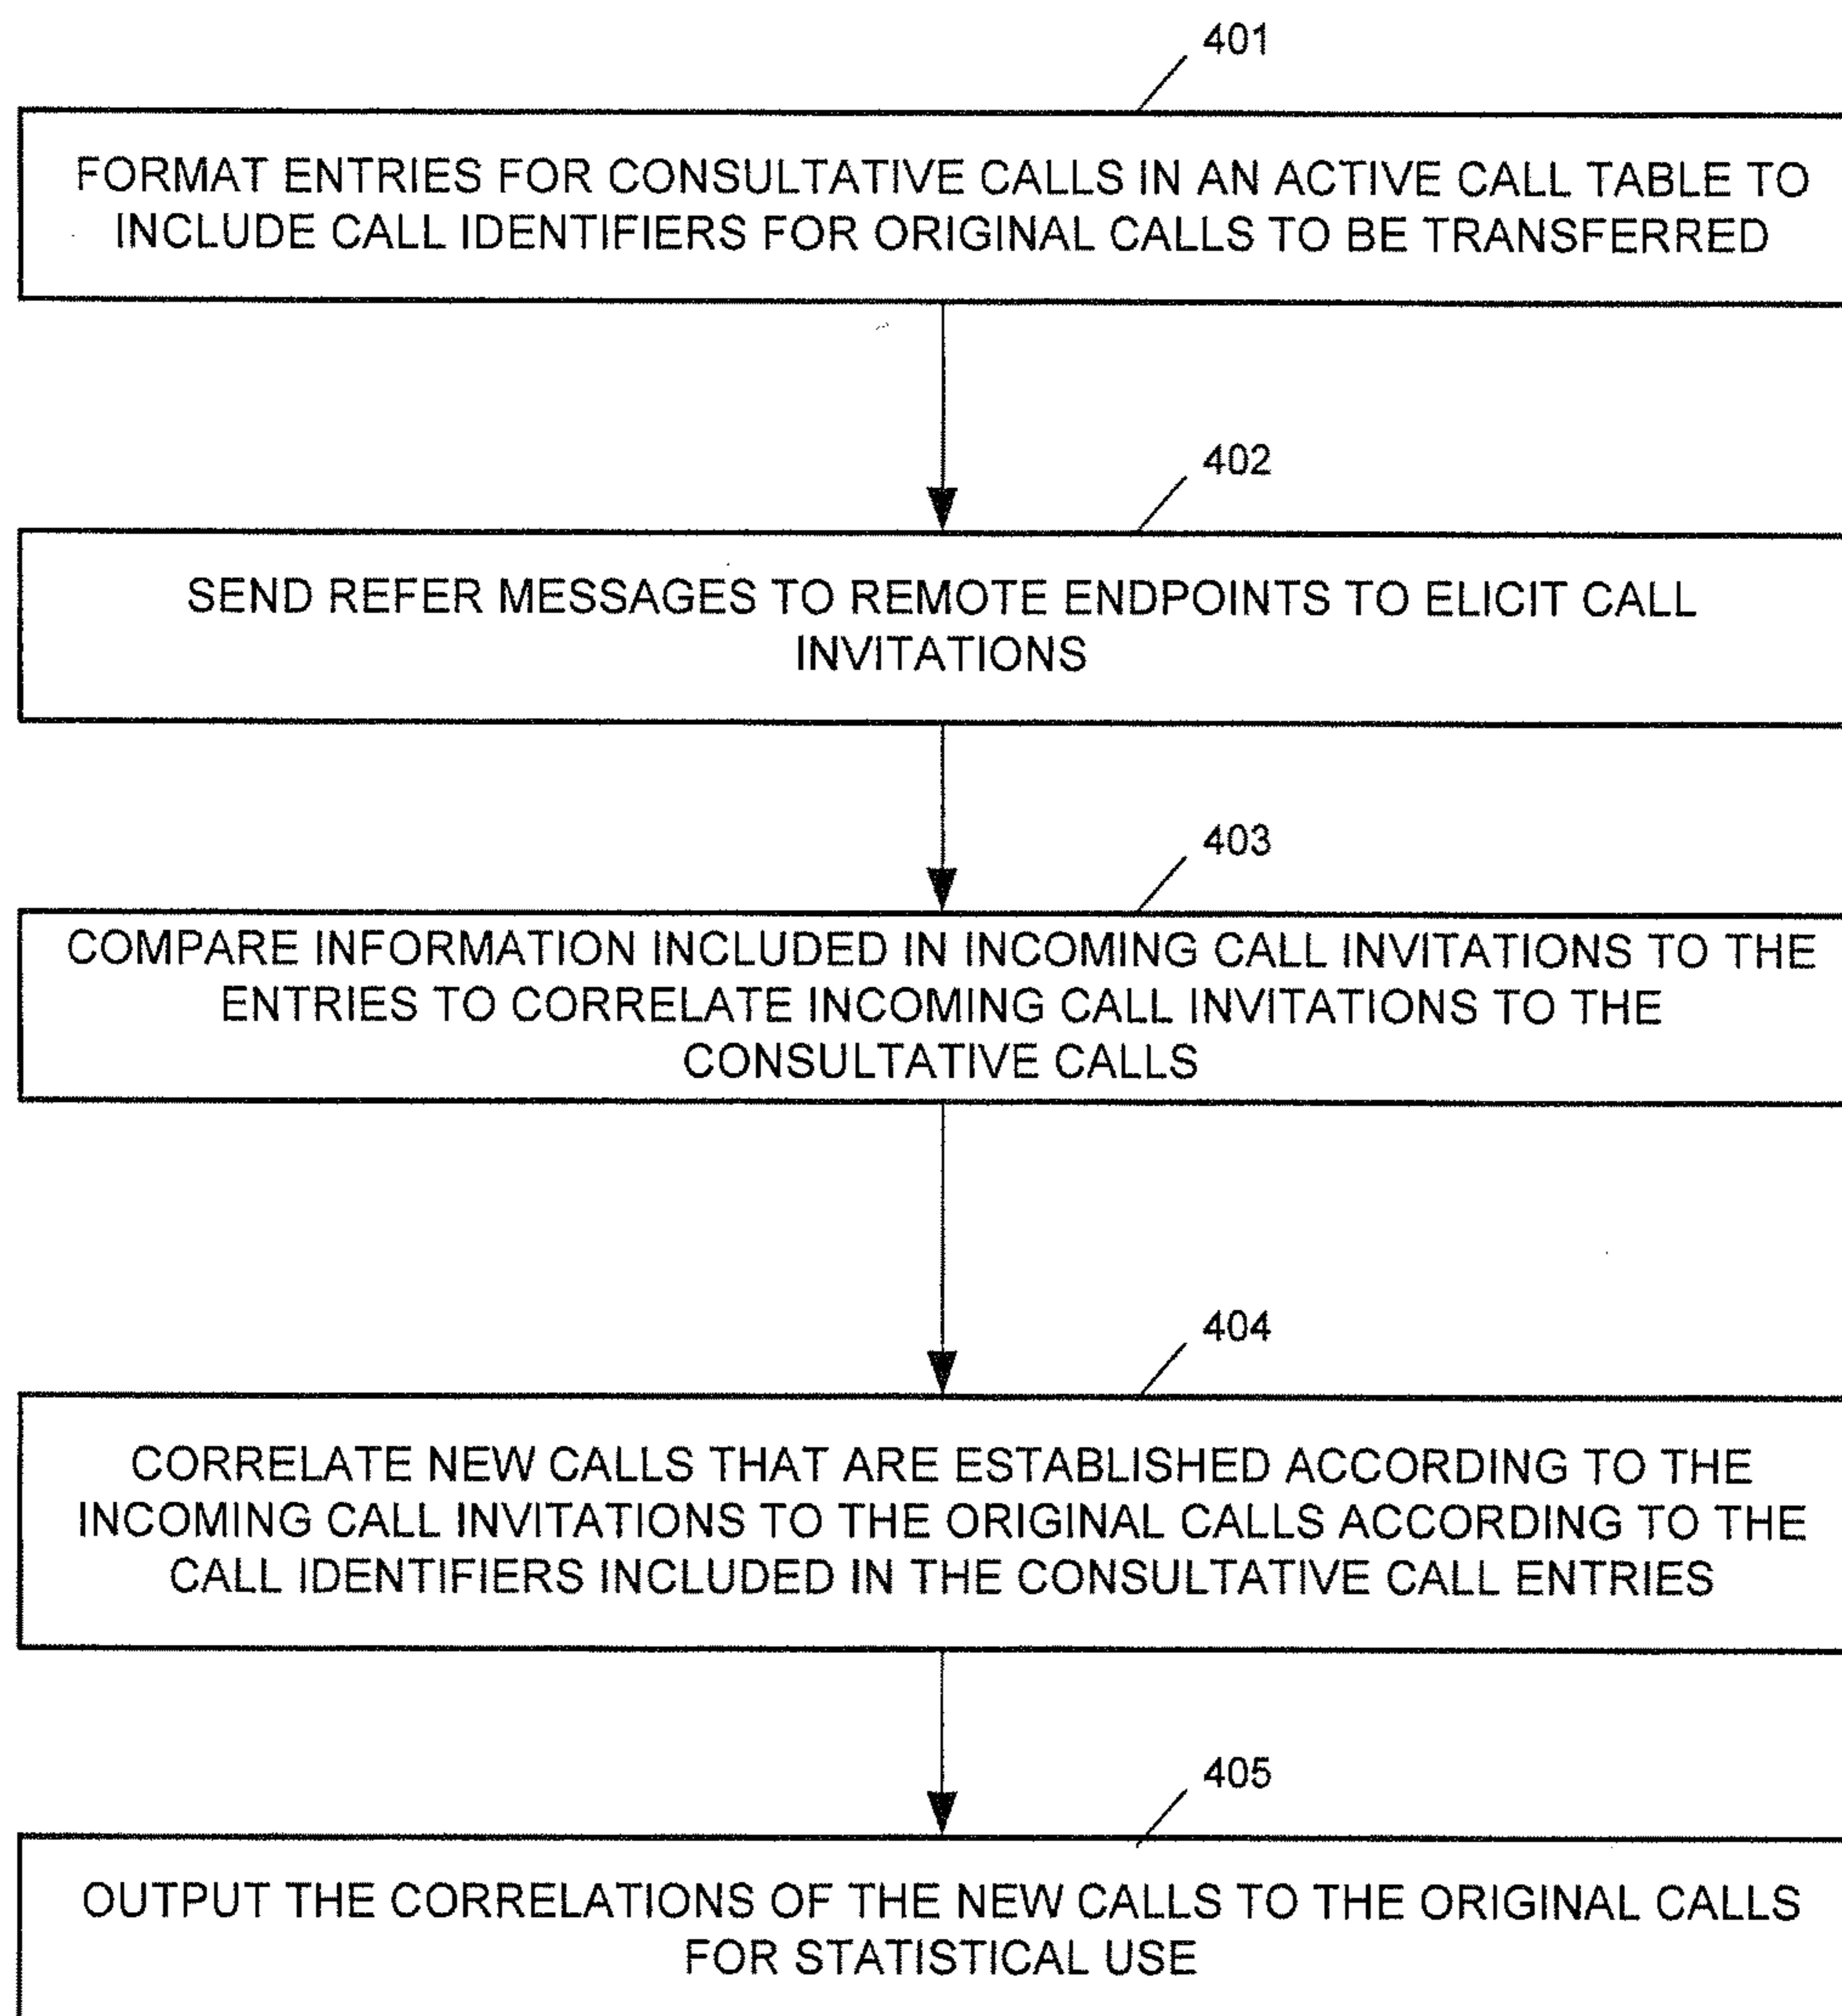 401
FORMAT ENTRIES FOR CONSULTATIVE CALLS IN AN ACTIVE CALL TABLE TO
INCLUDE CALL IDENTIFIERS FOR ORIGINAL CALLS TO BE TRANSFERRED
402
SEND REFER MESSAGES TO REMOTE ENDPOINTS TO ELICIT CALL
INVITATIONS
403
COMPARE INFORMATION INCLUDED IN INCOMING CALL INVITATIONS TO THE
ENTRIES TO CORRELATE INCOMING CALL INVITATIONS TO THE
CONSULTATIVE CALLS
404
CORRELATE NEW CALLS THAT ARE ESTABLISHED ACCORDING TO THE
INCOMING CALL INVITATIONS TO THE ORIGINAL CALLS ACCORDING TO THE
CALL IDENTIFIERS INCLUDED IN THE CONSULTATIVE CALL ENTRIES
405
OUTPUT THE CORRELATIONS OF THE NEW CALLS TO THE ORIGINAL CALLS
FOR STATISTICAL USE